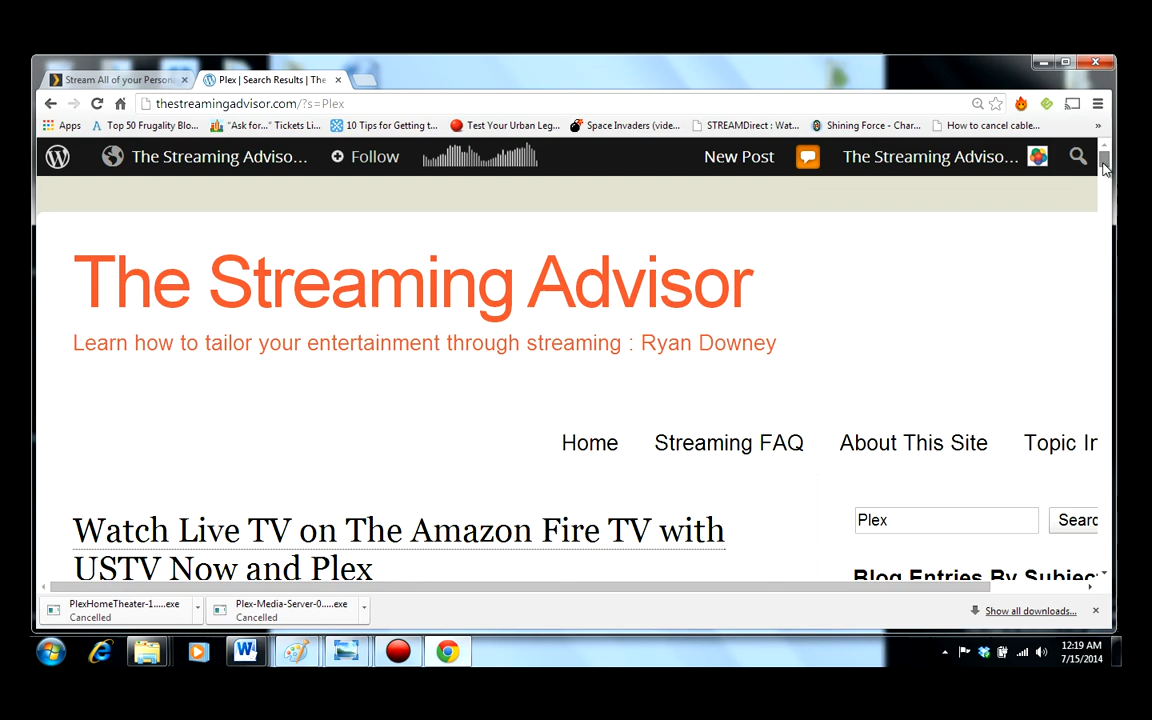 Stream All of your Person
Plex | Search Results | The
thestreamingadvisor.com/?s=Plex
Apps
Top 50 Frugality Blo...
"Ask for..." Tickets Li...
10 Tips for Getting t...
Test Your Urban Leg...
Space Invaders (vide...
STREAMDirect : Wat...
Shining Force - Char...
How to cancel cable...
»
The Streaming Adviso...
Follow
New Post
The Streaming Adviso...
The Streaming Advisor
Learn how to tailor your entertainment through streaming : Ryan Downey
Home
Streaming FAQ
About This Site
Topic Ir
Watch Live TV on The Amazon Fire TV with
USTV Now and Plex
Plex
Searc
Blog Entries By Subjec
PlexHomeTheater-1....exe
Cancelled
Plex-Media-Server-0.....exe
Cancelled
Show all downloads...
12:19 AM
7/15/2014